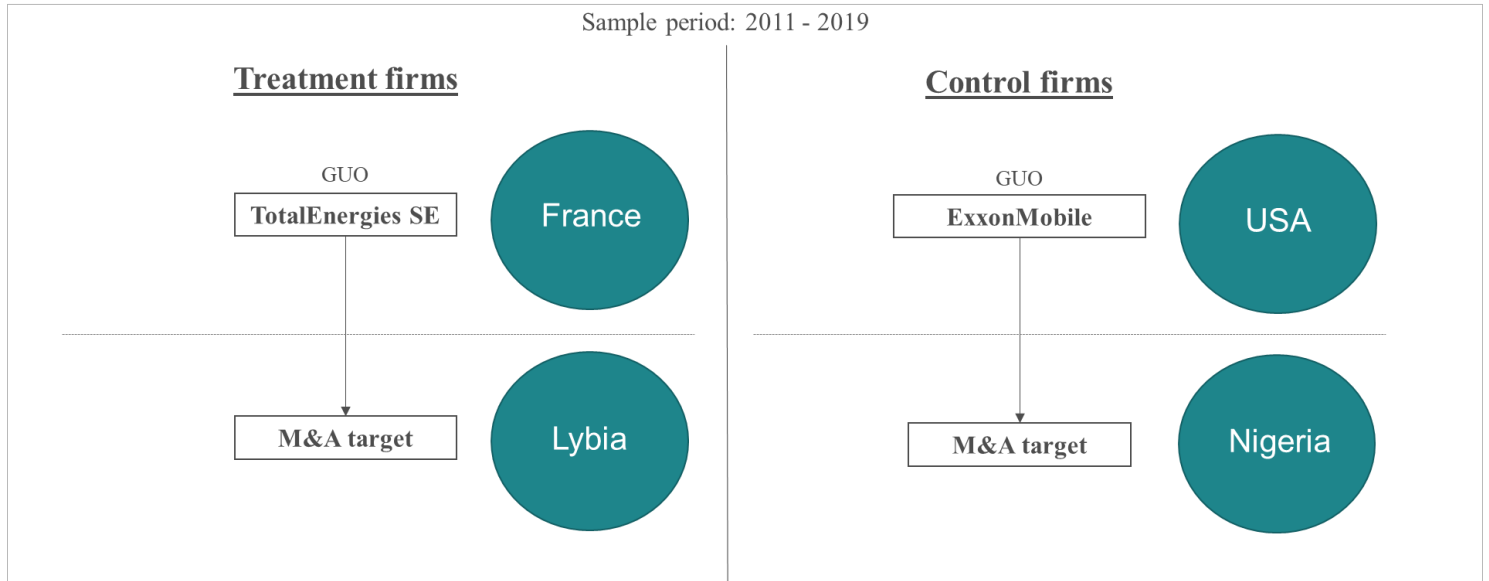 Sample period: 2011 - 2019
Treatment firms
GUO
TotalEnergies SE
France
M&A target
Lybia
Control firms
GUO
ExxonMobile
USA
M&A target
Nigeria